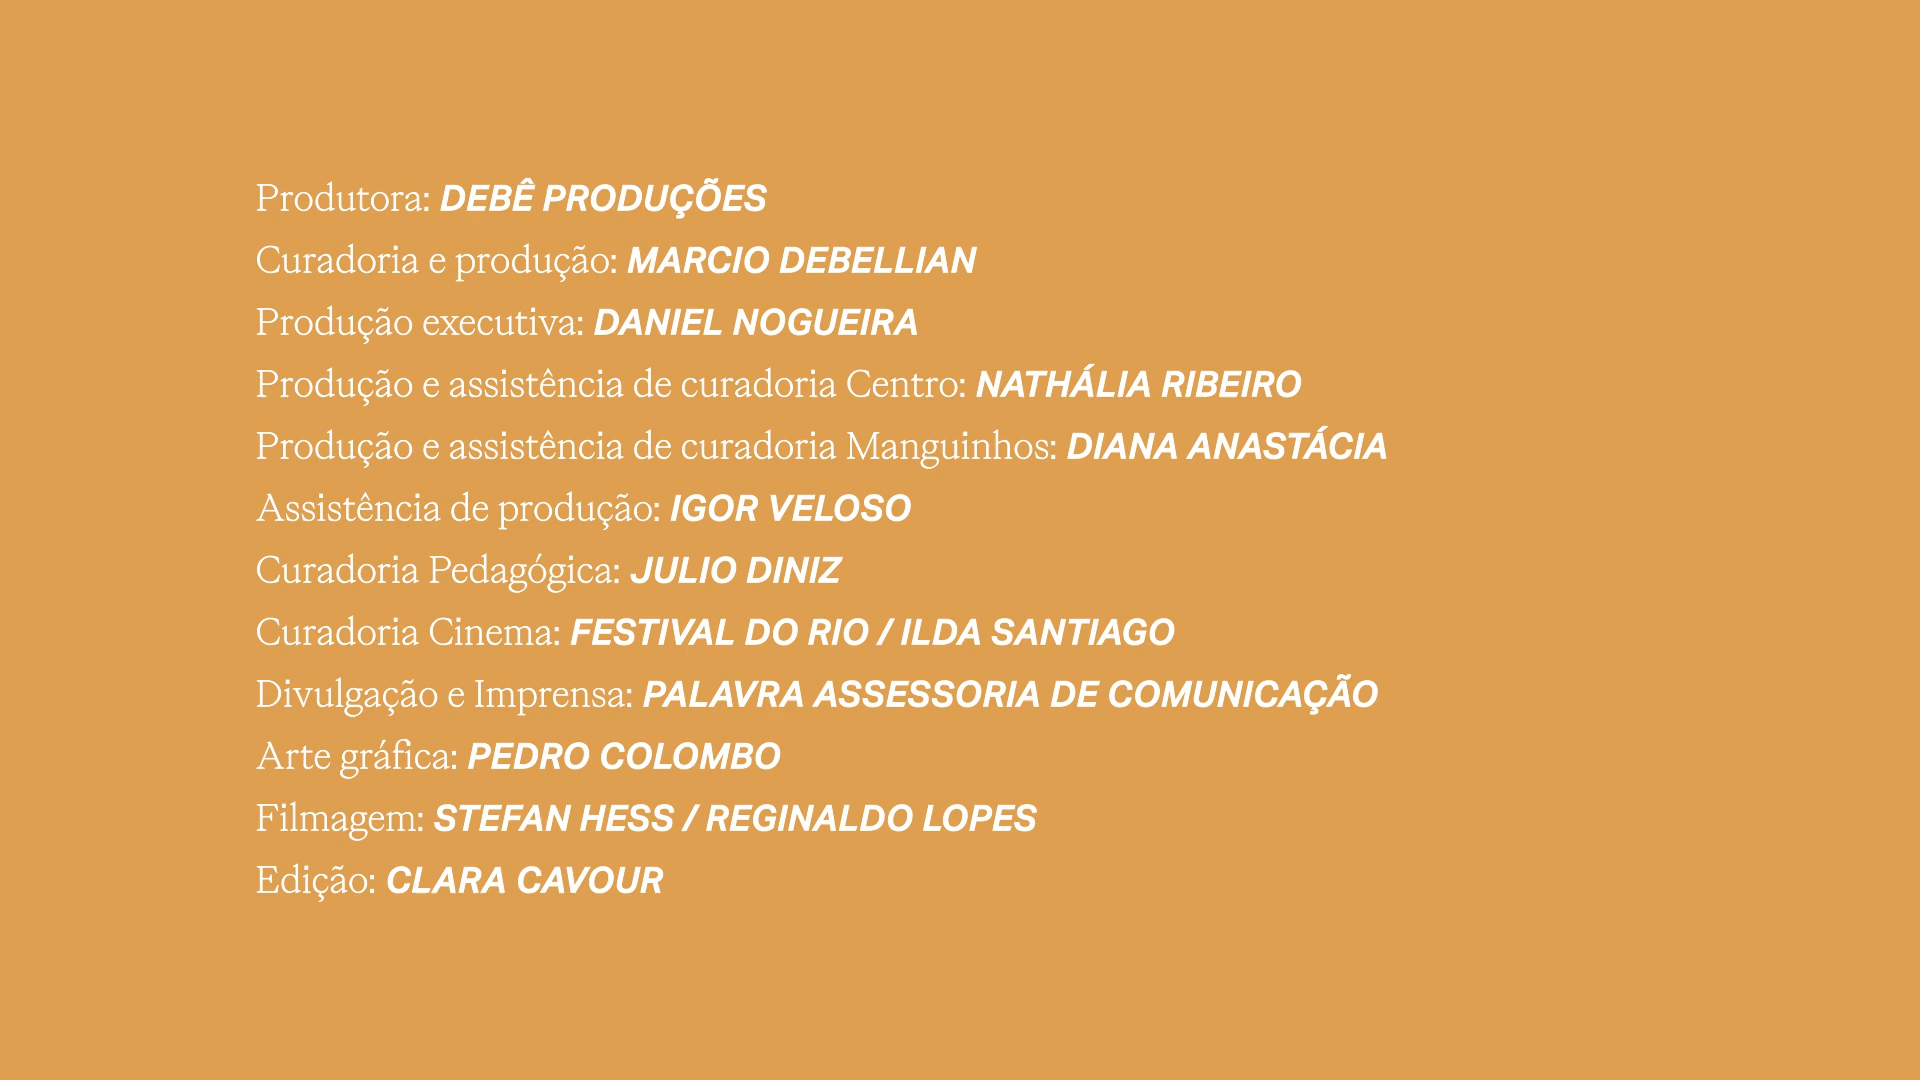 Produtora: DEBÊ PRODUÇÕES
Curadoria e produção: MARCIO DEBELLIAN
Produção executiva: DANIEL NOGUEIRA
Produção e assistência de curadoria Centro: NATHÁLIA RIBEIRO
Produção e assistência de curadoria Manguinhos: DIANA ANASTÁCIA
Assistência de produção: IGOR VELOSO
Curadoria Pedagógica: JULIO DINIZ
Curadoria Cinema: FESTIVAL DO RIO / ILDA SANTIAGO
Divulgação e Imprensa: PALAVRA ASSESSORIA DE COMUNICAÇÃO
Arte gráfica: PEDRO COLOMBO
Filmagem: STEFAN HESS / REGINALDO LOPES
Edição: CLARA CAVOUR